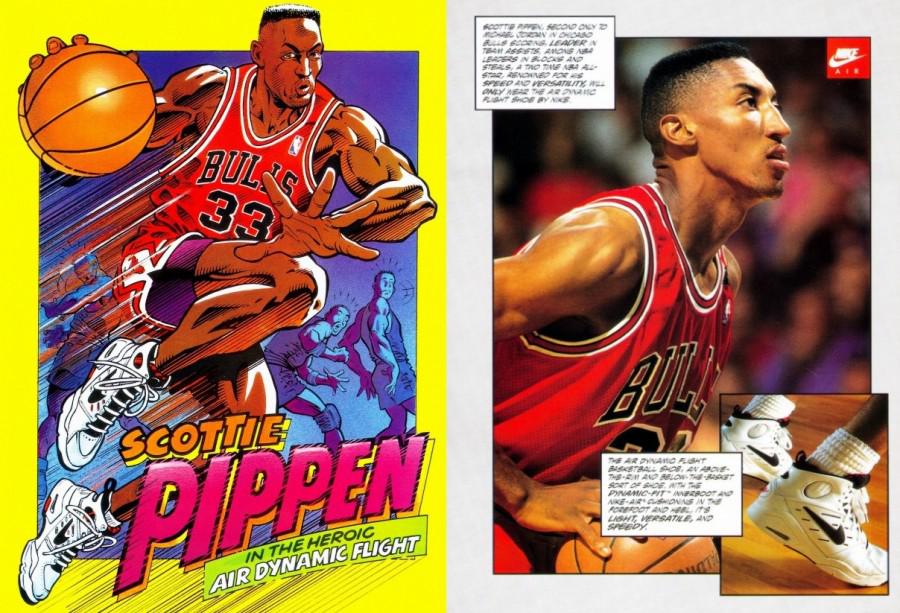 BULLS
33
SCOTTIE
PIPPEN
IN THE HEROIC
AIR DYNAMIC FLIGHT
SCOTTIE PIPPEN, SECOND ONLY TO
MICHAEL JORDAN IN CHICAGO
BULLS SCORING, LEADER IN
TEAM ASSISTS, AMONG NBA
LEADERS IN BLOCKS AND
STEALS, A TWO TIME NBA ALL-
STAR, RENOWNED FOR HIS
SPEED AND VERSATILITY, WILL
ONLY WEAR THE AIR DYNAMIC
FLIGHT SHOE BY NIKE.
NIKE
AIR
BULL
THE AIR DYNAMIC FLIGHT
BASKETBALL SHOE, AN ABOVE-
THE-RIM AND BELOW-THE-BASKET
SORT OF SHOE. WITH THE
DYNAMIC-FIT™ INNERBOOT AND
NIKE-AIR® CUSHIONING IN THE
FOREFOOT AND HEEL, IT'S
LIGHT, VERSATILE, AND
SPEEDY.